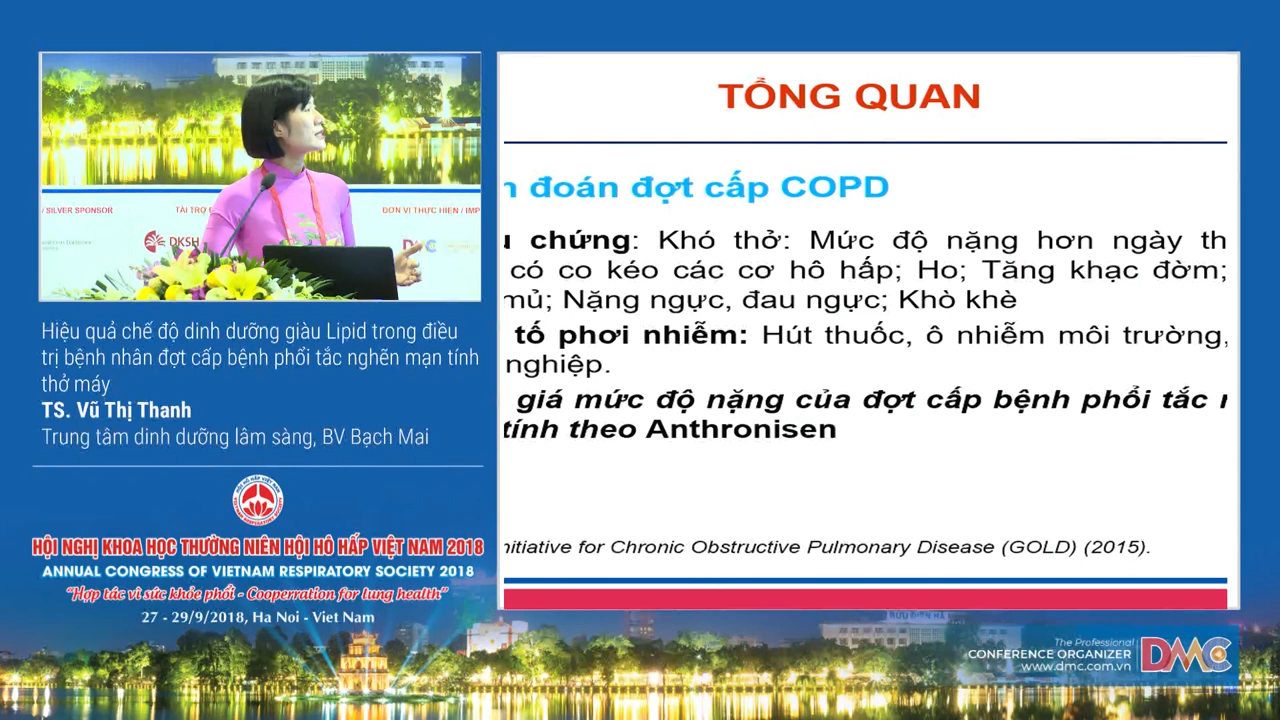 / SILVER SPONSOR
TÀI TRỢ
ĐƠN VỊ THỰC HIỆN / IMP
DKSH
Hiệu quả chế độ dinh dưỡng giàu Lipid trong điều
trị bệnh nhân đợt cấp bệnh phổi tắc nghẽn mạn tính
thở máy
TS. Vũ Thị Thanh
Trung tâm dinh dưỡng lâm sàng, BV Bạch Mai
HỘI NGHỊ KHOA HỌC THƯỜNG NIÊN HỘI HÔ HẤP VIỆT NAM 2018
ANNUAL CONGRESS OF VIETNAM RESPIRATORY SOCIETY 2018
"Hợp tác vì sức khỏe phổi - Cooperration for lung health"
27 - 29/9/2018, Ha Noi - Viet Nam
TỔNG QUAN
đoán đợt cấp COPD
chứng: Khó thở: Mức độ nặng hơn ngày th
có co kéo các cơ hô hấp; Ho; Tăng khạc đờm;
mủ; Nặng ngực, đau ngực; Khò khè
tố phơi nhiễm: Hút thuốc, ô nhiễm môi trường,
nghiệp.
giá mức độ nặng của đợt cấp bệnh phổi tắc
tính theo Anthronisen
nitiative for Chronic Obstructive Pulmonary Disease (GOLD) (2015).
The Professional
CONFERENCE ORGANIZER
www.dmc.com.vn
DMC